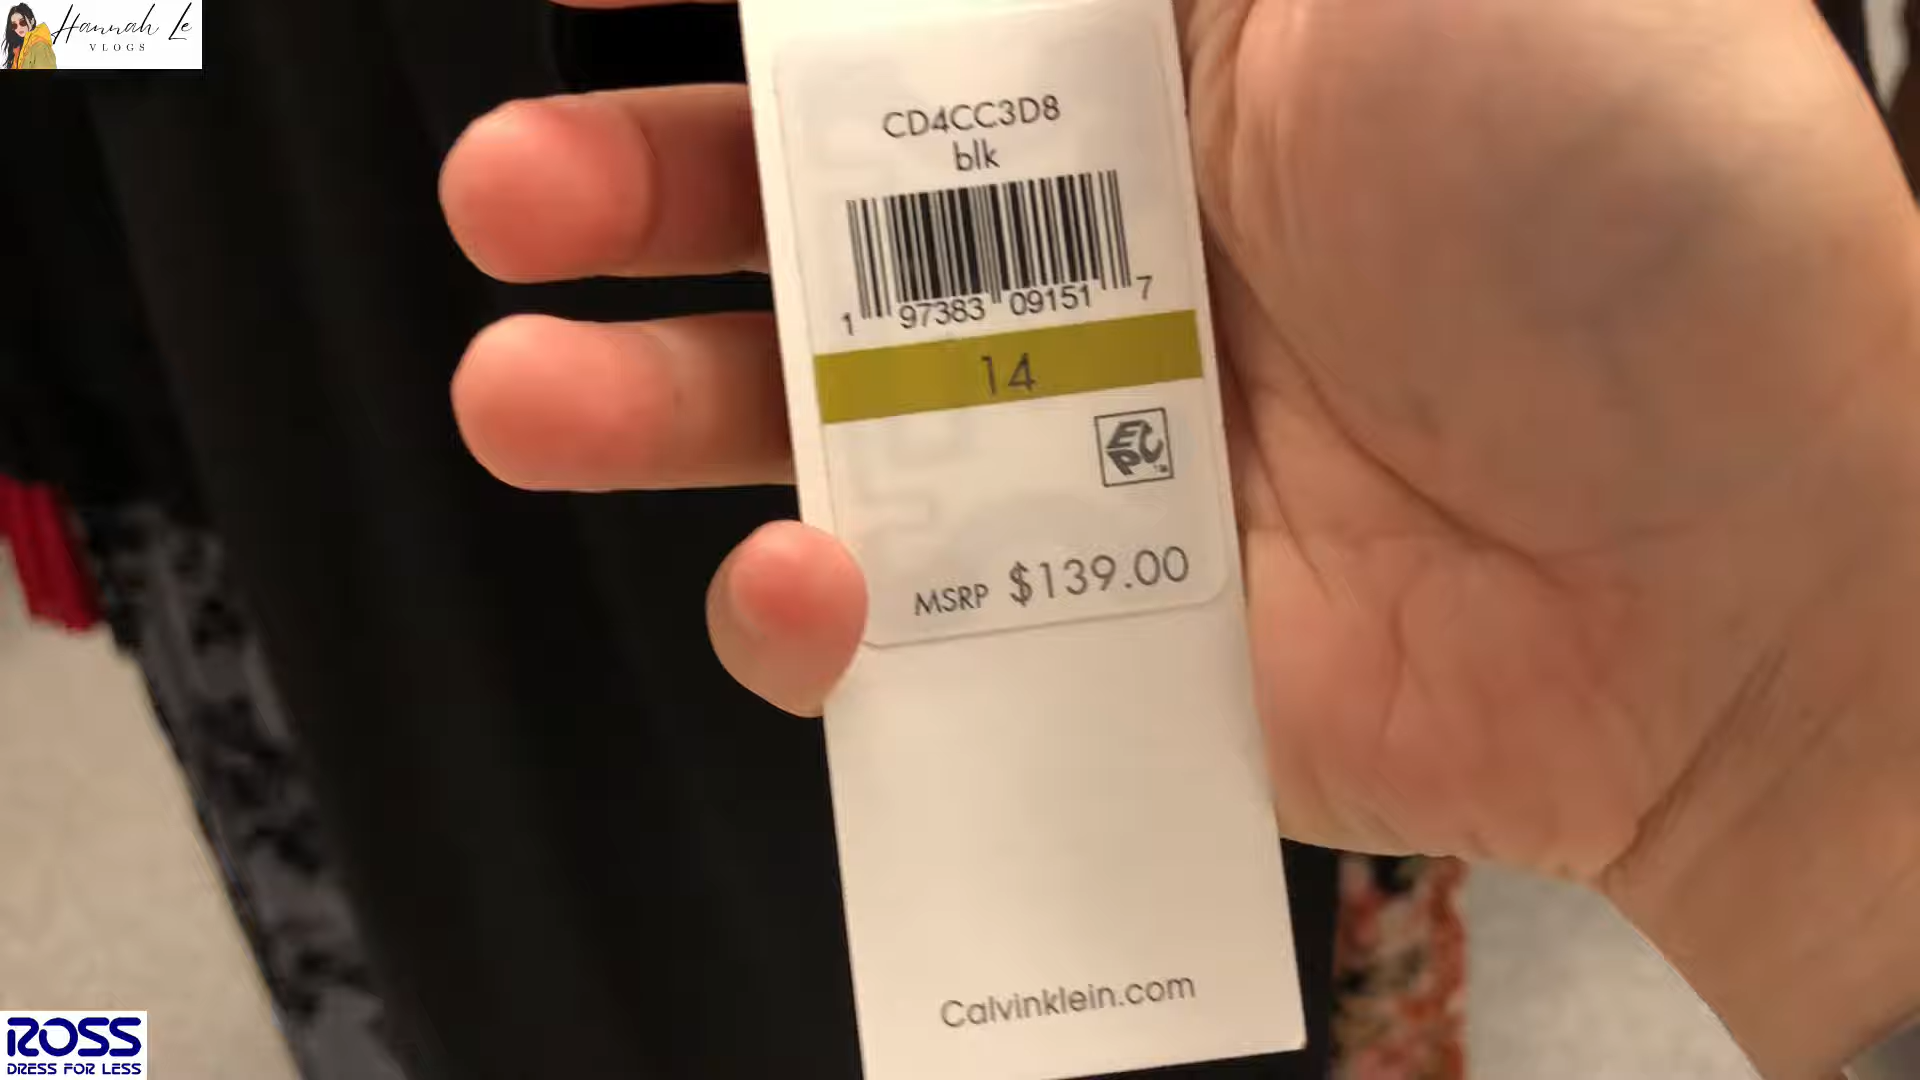 Hannah Le
VLOGS
CD4CC3D8
blk
1 97383 09151 7
14
EPC
MSRP $139.00
Calvinklein.com
ROSS
DRESS FOR LESS